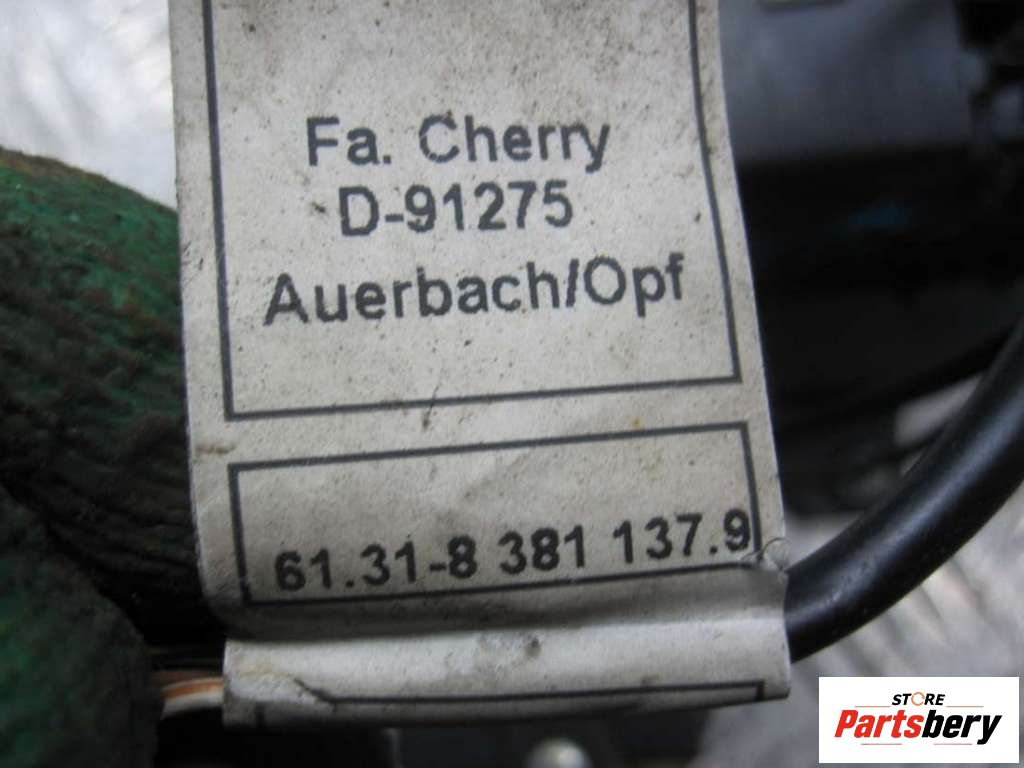 Fa. Cherry
D-91275
Auerbach/Opf
61.31-8 381 137.9
STORE
Partsbery